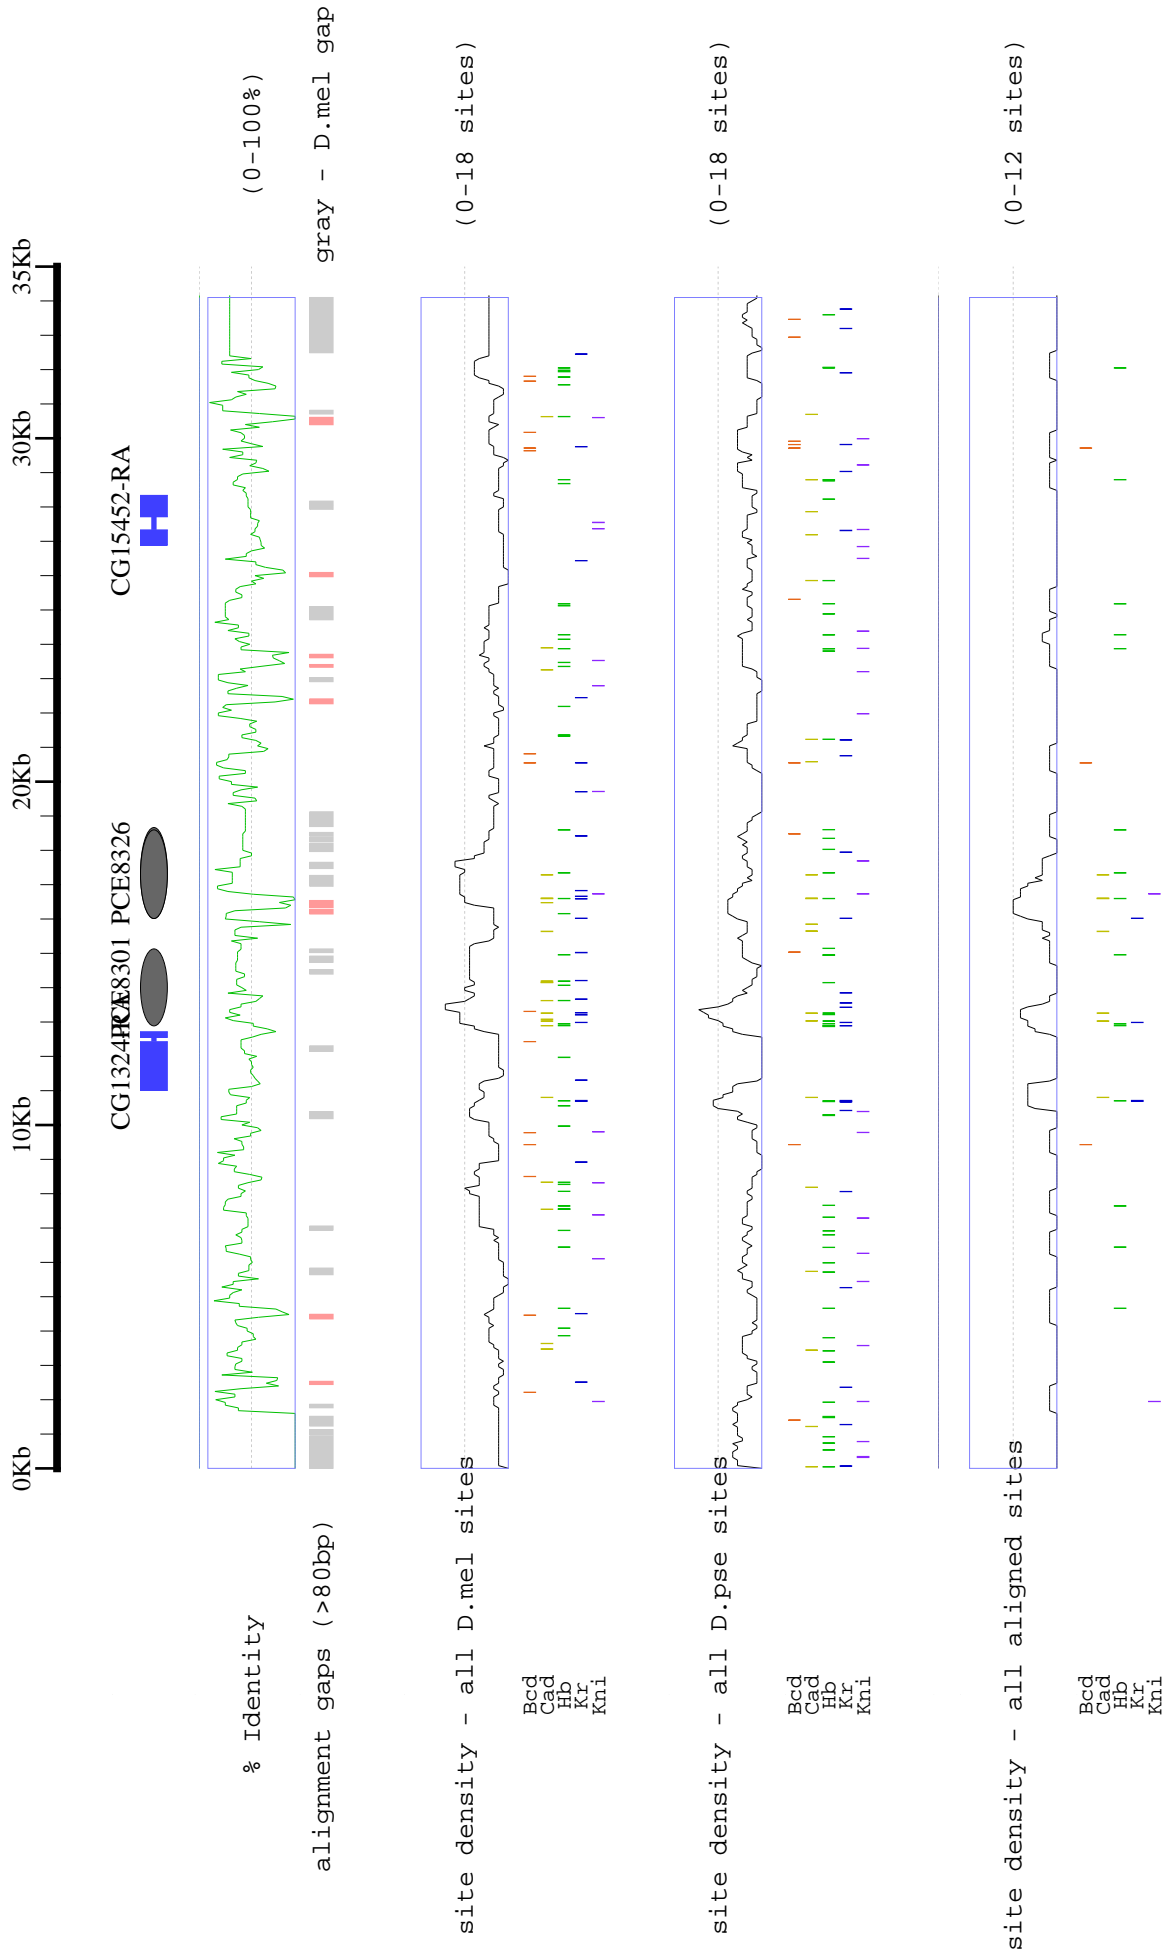 0Kb 10Kb 20Kb 30Kb 35Kb
CG1324-RA PCE8301 PCE8326 CG15452-RA
% Identity (0-100%)
alignment gaps (>80bp) gray - D.mel gap
site density - all D.mel sites (0-18 sites)
Bcd
Cad
Hb
Kr
Kni
site density - all D.pse sites (0-18 sites)
Bcd
Cad
Hb
Kr
Kni
site density - all aligned sites (0-12 sites)
Bcd
Cad
Hb
Kr
Kni